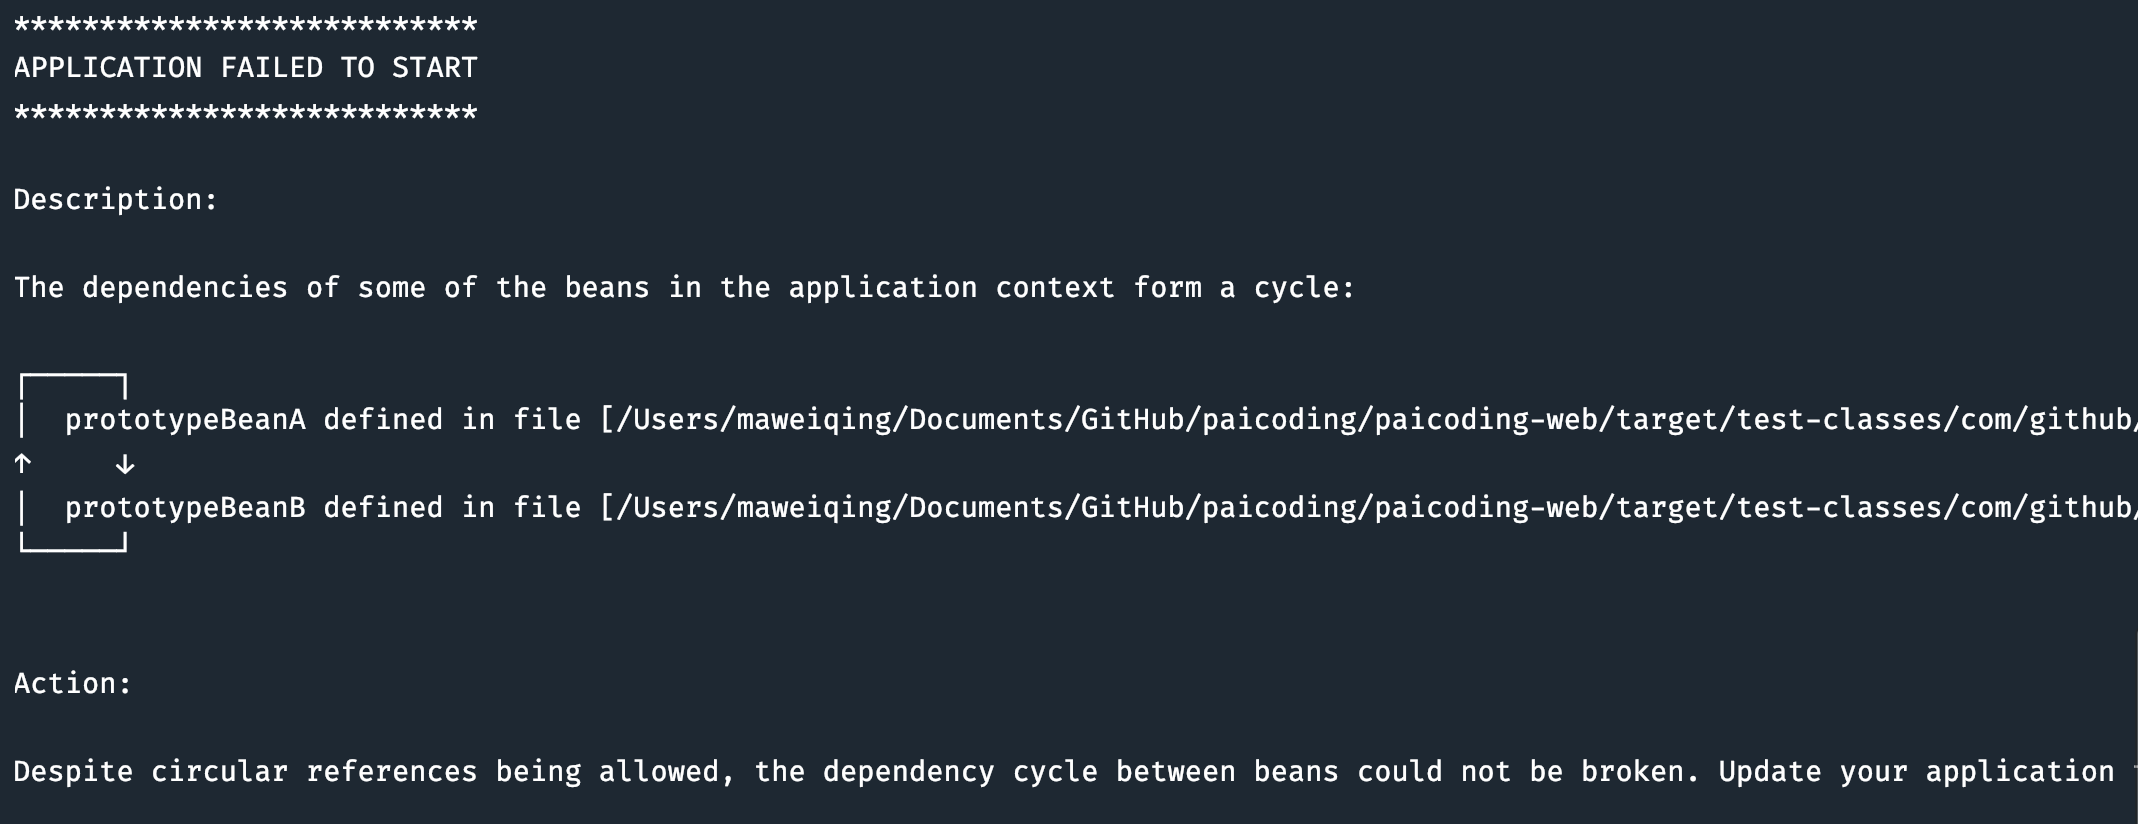 ***************************
APPLICATION FAILED TO START
***************************
Description:
The dependencies of some of the beans in the application context form a cycle:
┌─────┐
|  prototypeBeanA defined in file [/Users/maweiqing/Documents/GitHub/paicoding/paicoding-web/target/test-classes/com/github/
↑     ↓
|  prototypeBeanB defined in file [/Users/maweiqing/Documents/GitHub/paicoding/paicoding-web/target/test-classes/com/github/
└─────┘
Action:
Despite circular references being allowed, the dependency cycle between beans could not be broken. Update your application